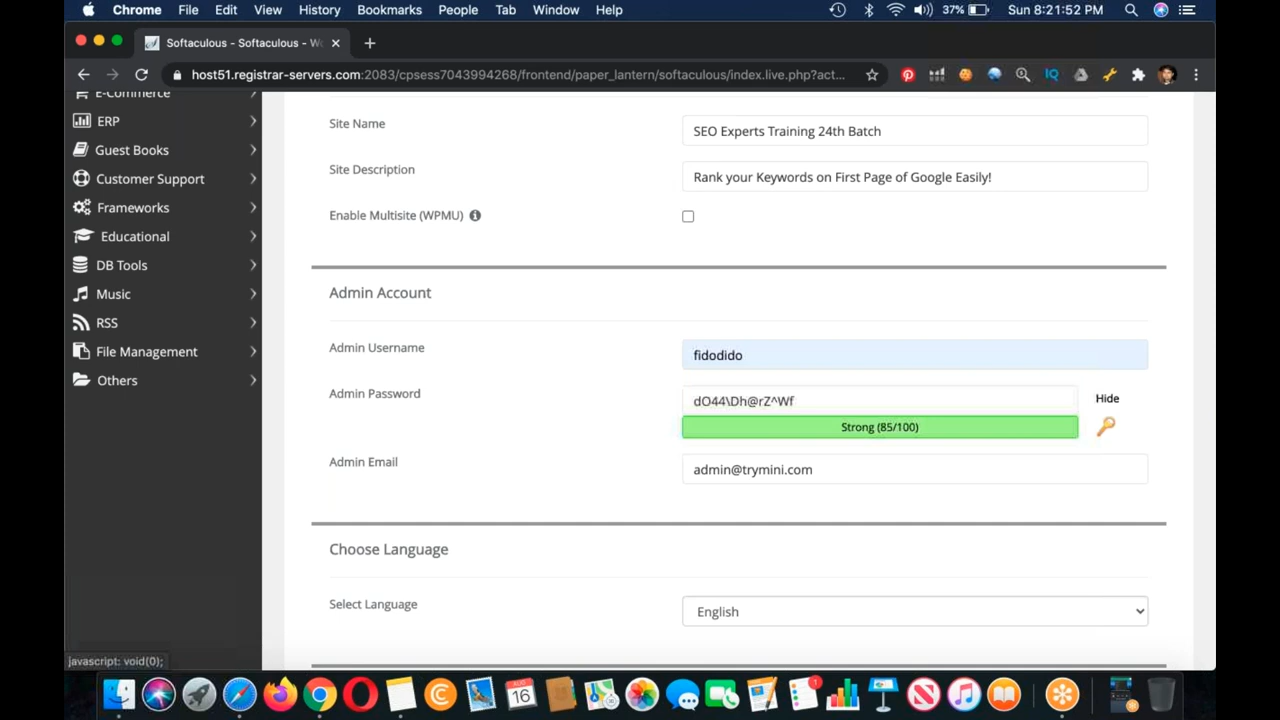 Chrome File Edit View History Bookmarks People Tab Window Help 37% Sun 8:21:52 PM
Softaculous - Softaculous - Wo
host51.registrar-servers.com:2083/cpsess7043994268/frontend/paper_lantern/softaculous/index.live.php?act...
IQ
E-Commerce
ERP
Guest Books
Customer Support
Frameworks
Educational
DB Tools
Music
RSS
File Management
Others
Site Name
SEO Experts Training 24th Batch
Site Description
Rank your Keywords on First Page of Google Easily!
Enable Multisite (WPMU)
Admin Account
Admin Username
fidodido
Admin Password
dO44\Dh@rZ^Wf
Hide
Strong (85/100)
Admin Email
admin@trymini.com
Choose Language
Select Language
English
javascript: void(0);
AUG
16
1